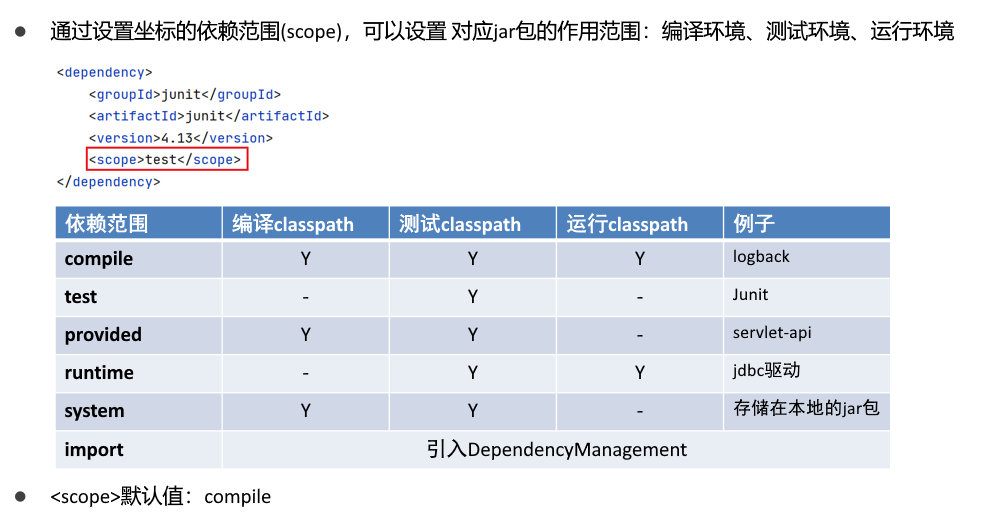 ● 通过设置坐标的依赖范围(scope)，可以设置 对应jar包的作用范围：编译环境、测试环境、运行环境
<dependency>
    <groupId>junit</groupId>
    <artifactId>junit</artifactId>
    <version>4.13</version>
    <scope>test</scope>
</dependency>
依赖范围 编译classpath 测试classpath 运行classpath 例子
compile Y Y Y logback
test - Y - Junit
provided Y Y - servlet-api
runtime - Y Y jdbc驱动
system Y Y - 存储在本地的jar包
import 引入DependencyManagement
● <scope>默认值：compile